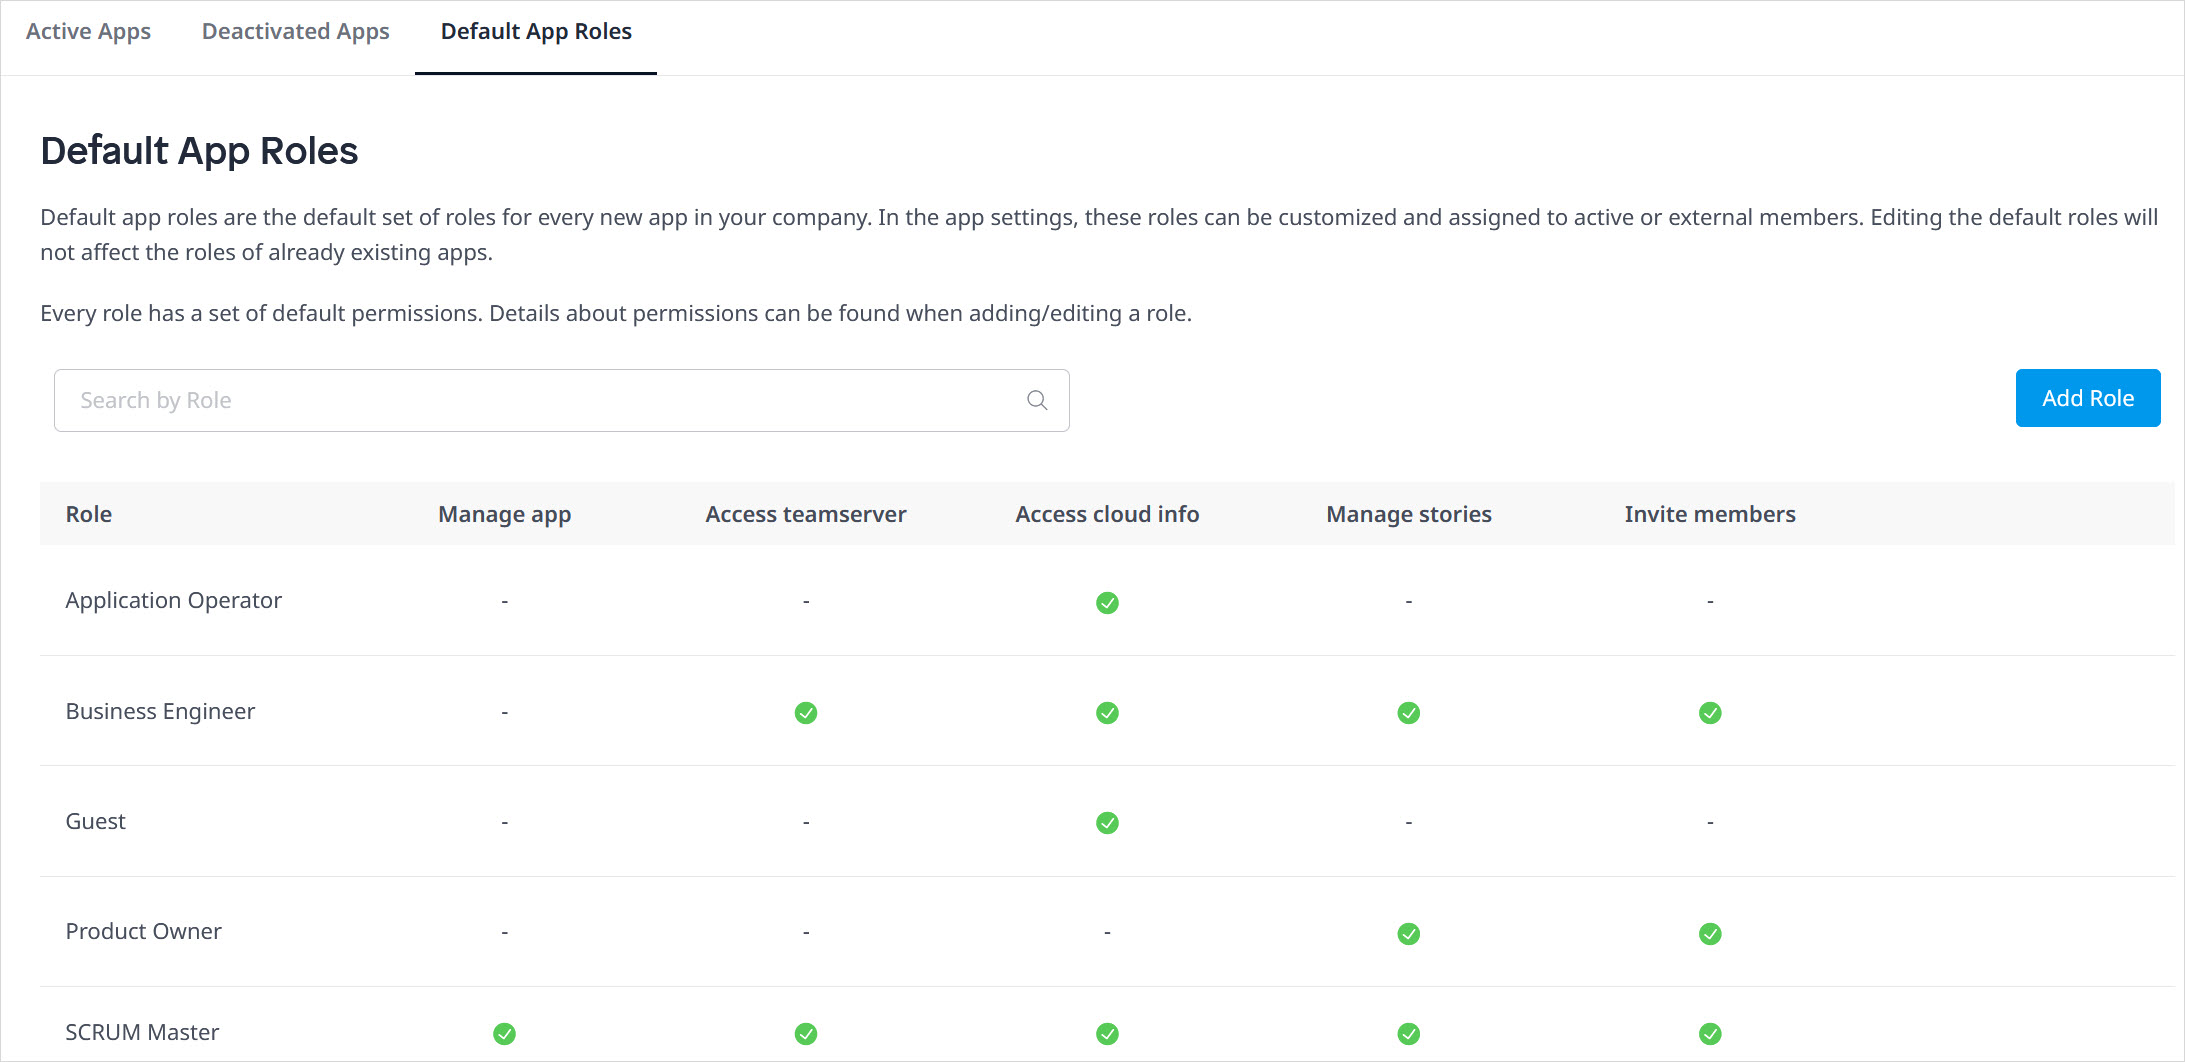 Active Apps Deactivated Apps Default App Roles
Default App Roles
Default app roles are the default set of roles for every new app in your company. In the app settings, these roles can be customized and assigned to active or external members. Editing the default roles will
not affect the roles of already existing apps.
Every role has a set of default permissions. Details about permissions can be found when adding/editing a role.
Search by Role Add Role
Role Manage app Access teamserver Access cloud info Manage stories Invite members
Application Operator - - - -
Business Engineer -
Guest - - - -
Product Owner - - -
SCRUM Master